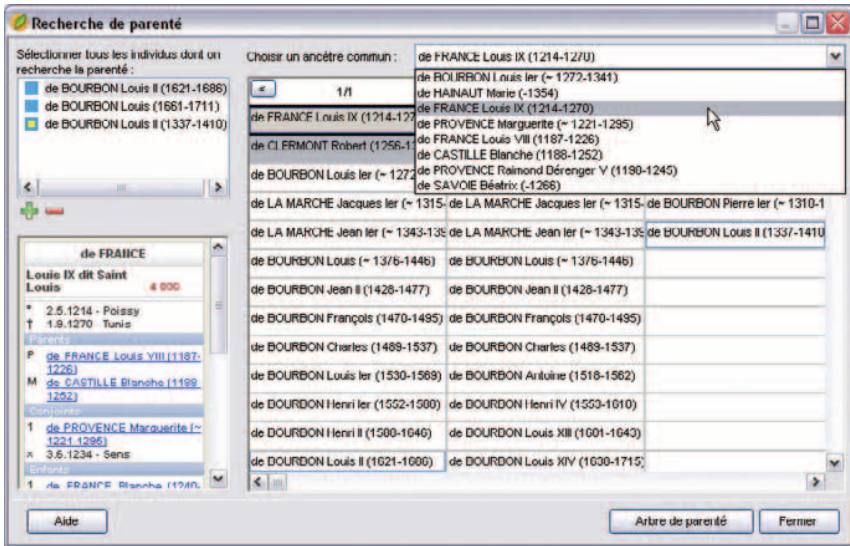 Recherche de parenté
Sélectionner tous les individus dont on
recherche la parenté :
de BOURBON Louis II (1621-1686)
de BOURBON Louis (1661-1711)
de BOURBON Louis II (1337-1410)
Choisir un ancêtre commun :
de FRANCE Louis IX (1214-1270)
de BOURBON Louis Ier (~ 1272-1341)
de HAINAUT Marie (-1354)
de FRANCE Louis IX (1214-1270)
de PROVENCE Marguerite (~ 1221-1295)
de FRANCE Louis VIII (1187-1226)
de CASTILLE Blanche (1188-1252)
de PROVENCE Raimond Dérenger V (1190-1245)
de SAVOIE Béatrix (-1266)
« 1/1
de FRANCE Louis IX (1214-127
de CLERMONT Robert (1256-1
de BOURBON Louis Ier (~ 1272
de LA MARCHE Jacques Ier (~ 1315- de LA MARCHE Jacques Ier (~ 1315- de BOURBON Pierre Ier (~ 1310-1
de LA MARCHE Jean Ier (~ 1343-139 de LA MARCHE Jean Ier (~ 1343-139 de BOURBON Louis II (1337-1410
de BOURBON Louis (~ 1376-1446) de BOURBON Louis (~ 1376-1446)
de BOURBON Jean II (1428-1477) de BOURBON Jean II (1428-1477)
de BOURBON François (1470-1495) de BOURBON François (1470-1495)
de BOURBON Charles (1489-1537) de BOURBON Charles (1489-1537)
de BOURBON Louis Ier (1530-1569) de BOURBON Antoine (1518-1562)
de BOURBON Henri Ier (1552-1588) de BOURBON Henri IV (1553-1610)
de BOURBON Henri II (1588-1646) de BOURBON Louis XIII (1601-1643)
de BOURBON Louis II (1621-1686) de BOURBON Louis XIV (1638-1715)
de FRANCE
Louis IX dit Saint
Louis
* 2.5.1214 - Poissy
† 1.9.1270 Tunis
Parents
P de FRANCE Louis VIII (1187-
1226)
M de CASTILLE Blanche (1188
1252)
Conjoints
1 de PROVENCE Marguerite (~
1221 1295)
x 3.6.1234 - Sens
Enfants
1 de FRANCE Blanche (1240-
Aide
Arbre de parenté
Fermer